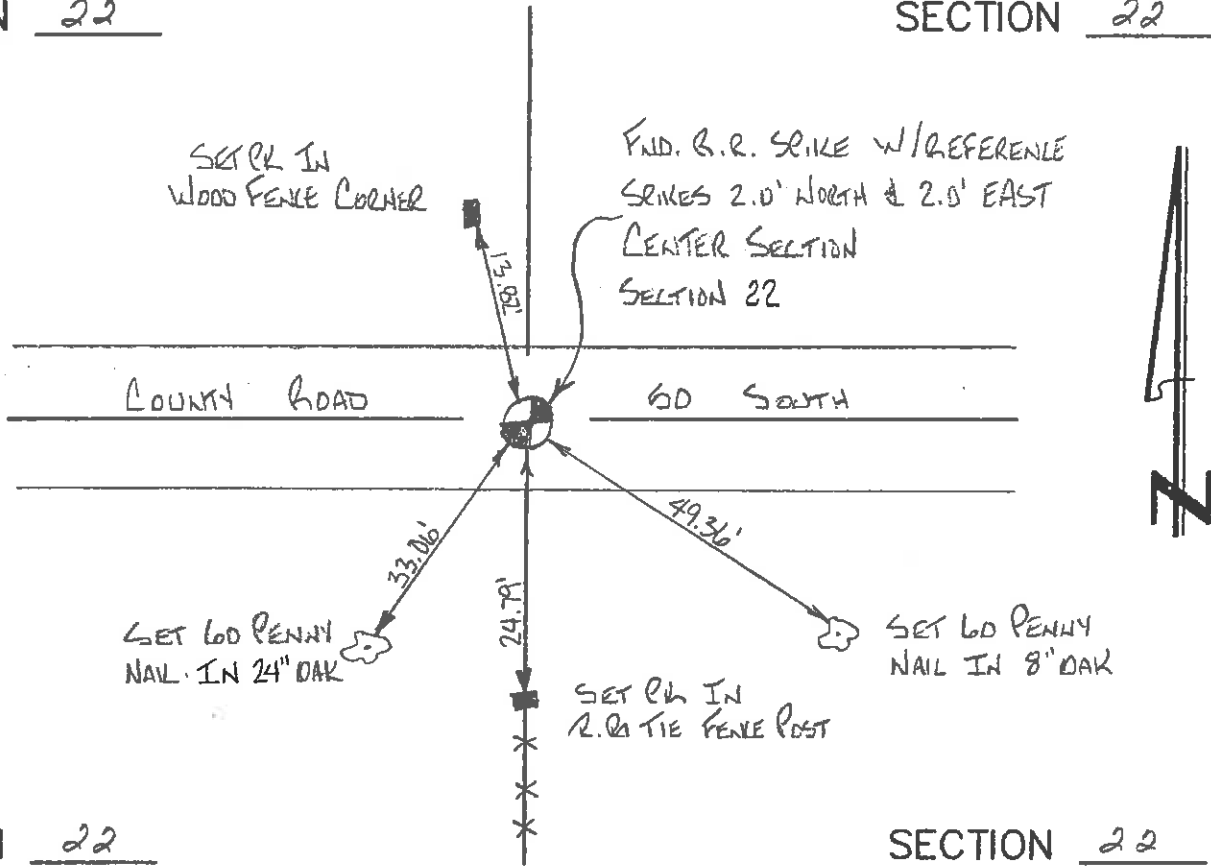 N 22
SECTION 22
SET PK IN
WOOD FENCE CORNER
FND. R.R. SPIKE W/REFERENCE
SPIKES 2.0' NORTH & 2.0' EAST
CENTER SECTION
SECTION 22
13.82'
COUNTY ROAD 50 SOUTH
N
33.06'
24.79'
49.36'
SET 60 PENNY
NAIL IN 24" OAK
SET 60 PENNY
NAIL IN 8" OAK
SET PK IN
R.R. TIE FENCE POST
22
SECTION 22